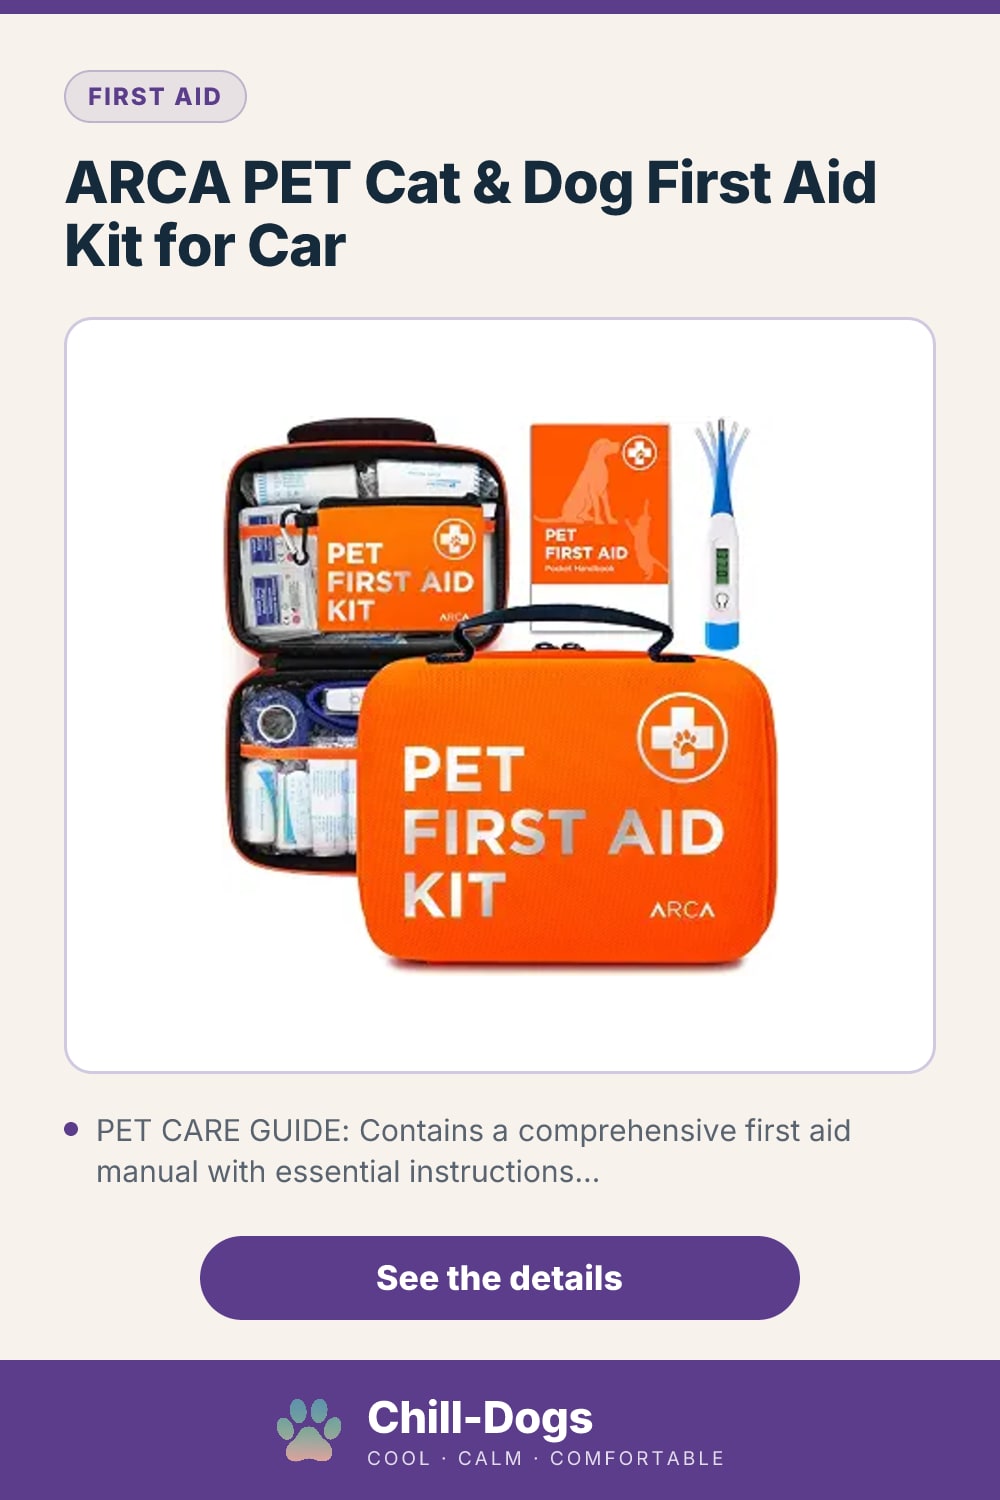 FIRST AID
ARCA PET Cat & Dog First Aid
Kit for Car
PET
FIRST AID
KIT
ARCA
PET
FIRST AID
Pocket Handbook
PET
FIRST AID
KIT
ARCA
PET CARE GUIDE: Contains a comprehensive first aid
manual with essential instructions...
See the details
Chill-Dogs
COOL · CALM · COMFORTABLE